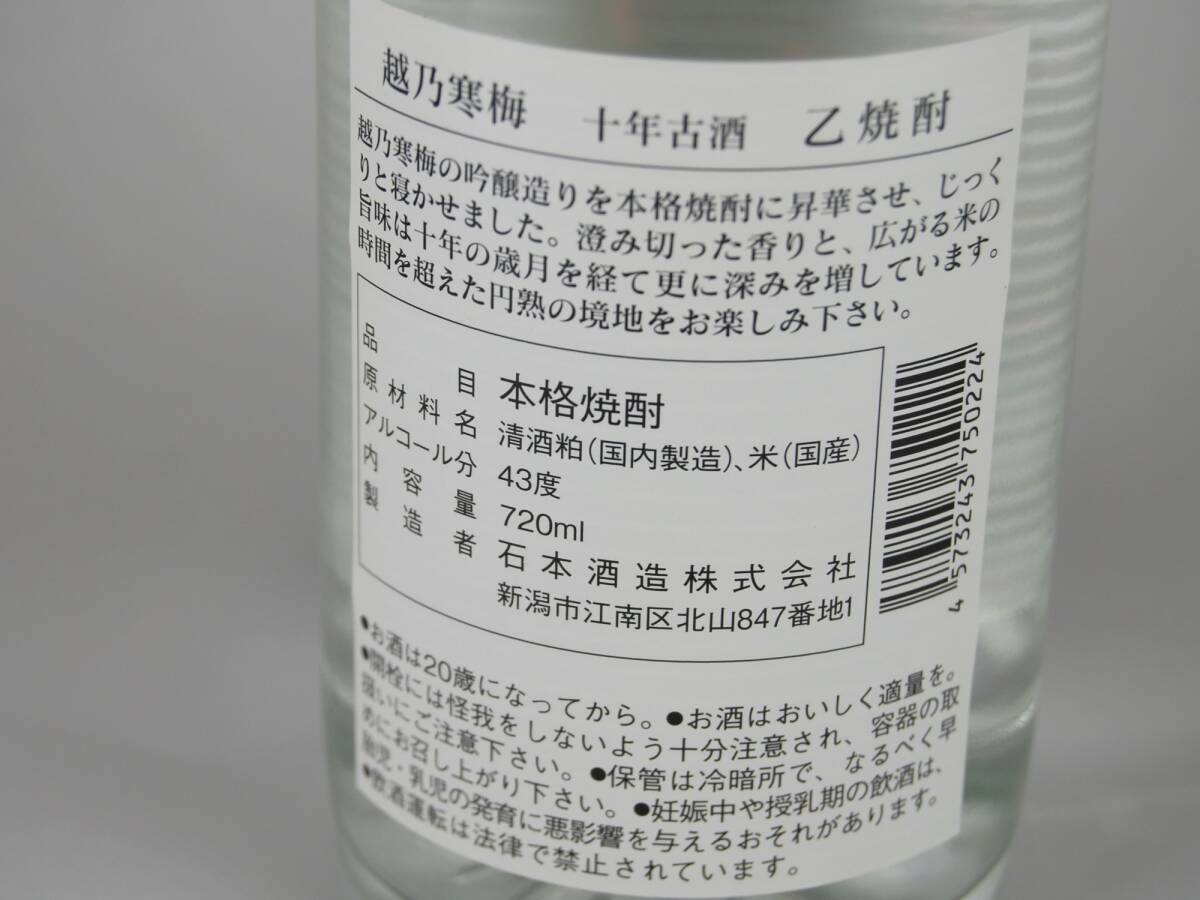 越乃寒梅 十年古酒 乙焼酎
越乃寒梅の吟醸造りを本格焼酎に昇華させ、じっく
りと寝かせました。澄み切った香りと、広がる米の
旨味は十年の歳月を経て更に深みを増しています。
時間を超えた円熟の境地をお楽しみ下さい。
品目 本格焼酎
原材料名 清酒粕(国内製造)、米(国産)
アルコール分 43度
内容量 720ml
製造者 石本酒造株式会社
新潟市江南区北山847番地1
4 573243 750224
●お酒は20歳になってから。●お酒はおいしく適量を。
●開栓には怪我をしないよう十分注意され、容器の取
扱いにご注意下さい。●保管は冷暗所で、なるべく早
めにお召し上がり下さい。●妊娠中や授乳期の飲酒は、
胎児・乳児の発育に悪影響を与えるおそれがあります。
●飲酒運転は法律で禁止されています。